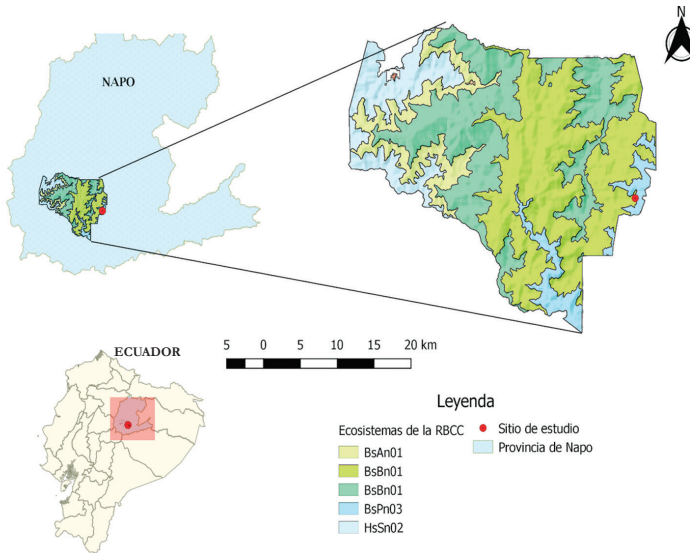 N
NAPO
ECUADOR
5 0 5 10 15 20 km
Leyenda
Ecosistemas de la RBCC
BsAn01
BsBn01
BsBn01
BsPn03
HsSn02
Sitio de estudio
Provincia de Napo